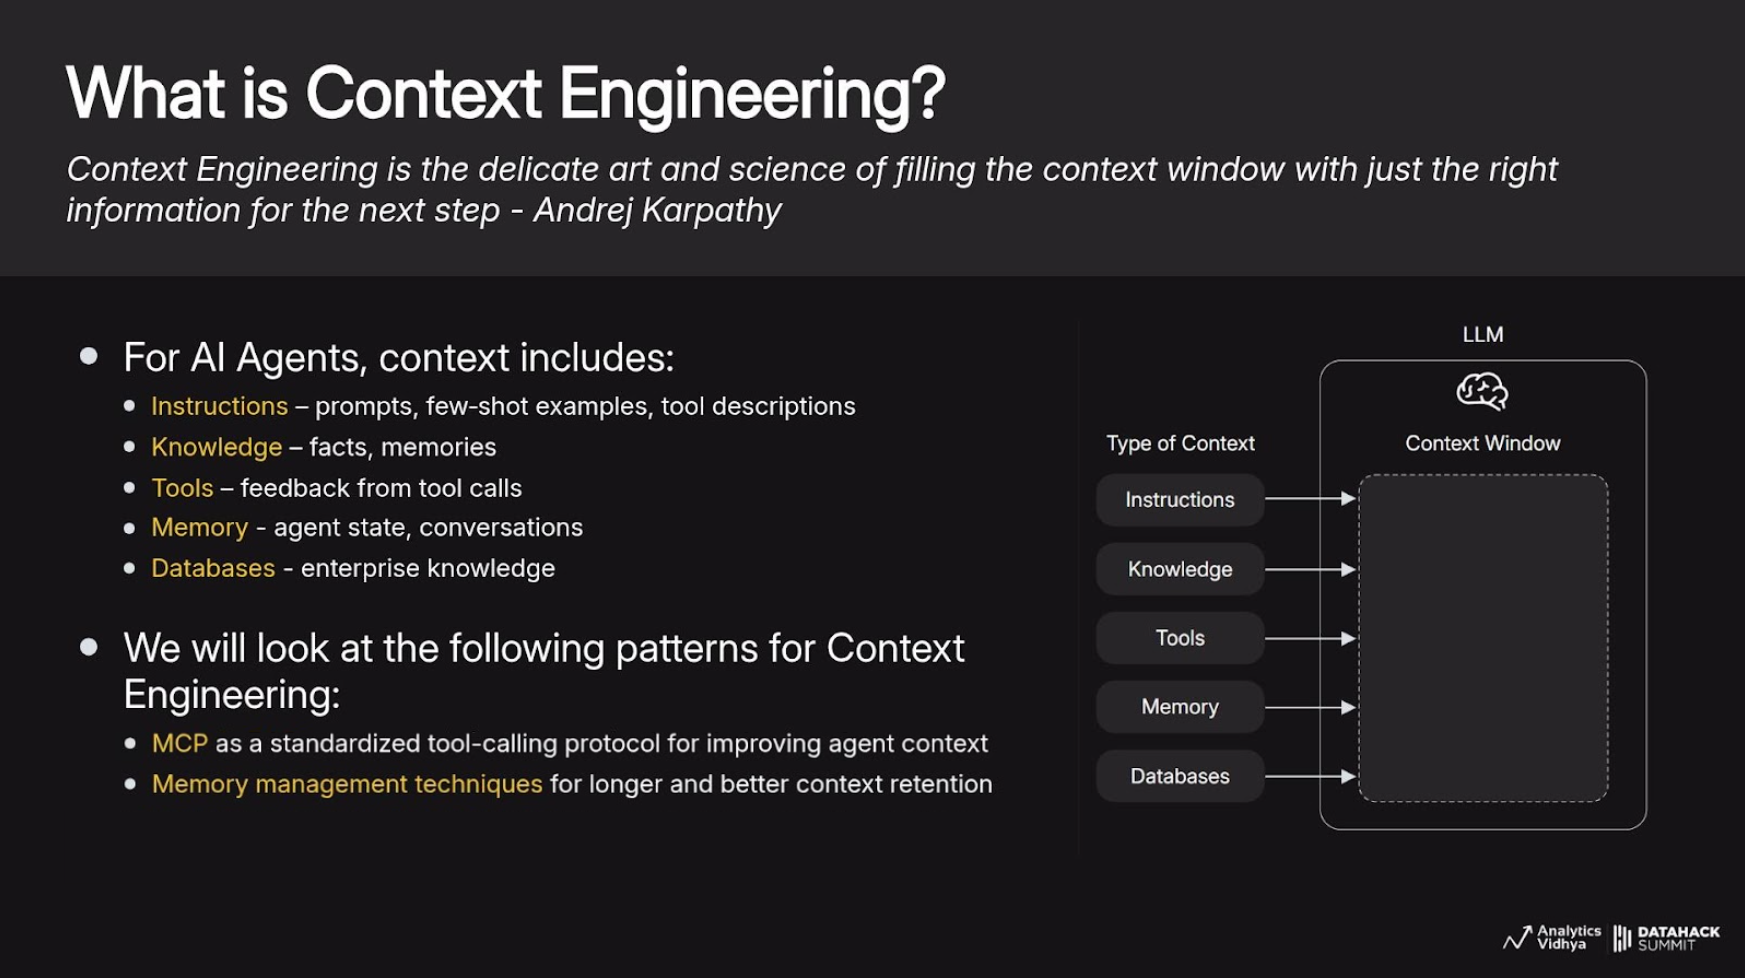 What is Context Engineering?
Context Engineering is the delicate art and science of filling the context window with just the right
information for the next step - Andrej Karpathy
For AI Agents, context includes:
Instructions – prompts, few-shot examples, tool descriptions
Knowledge – facts, memories
Tools – feedback from tool calls
Memory - agent state, conversations
Databases - enterprise knowledge
We will look at the following patterns for Context
Engineering:
MCP as a standardized tool-calling protocol for improving agent context
Memory management techniques for longer and better context retention
LLM
Type of Context
Context Window
Instructions
Knowledge
Tools
Memory
Databases
Analytics
Vidhya
DATAHACK
SUMMIT